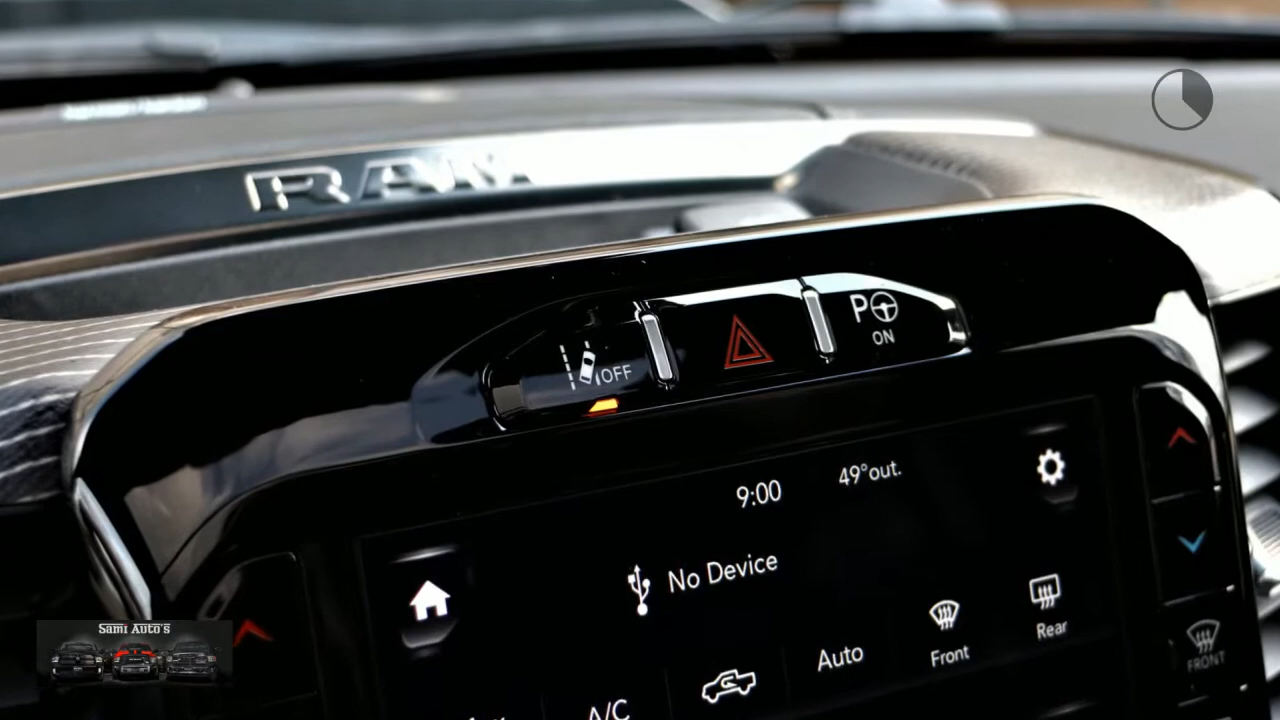 RAM
OFF
P
ON
9:00
49°out.
No Device
Auto
Front
Rear
A/C
FRONT
Sami Auto's